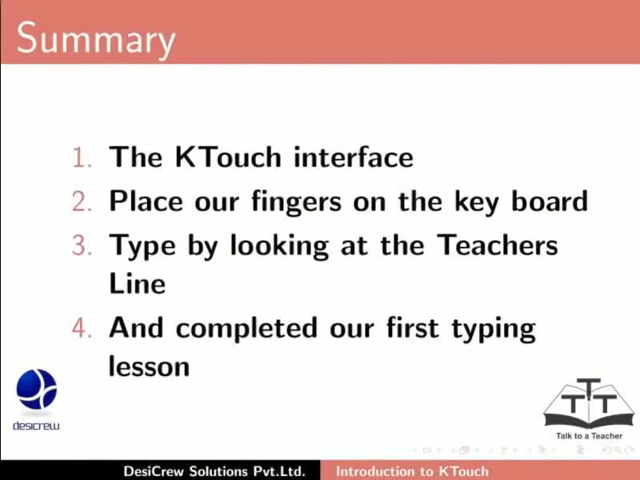 Summary
1. The KTouch interface
2. Place our fingers on the key board
3. Type by looking at the Teachers
Line
4. And completed our first typing
lesson
desicrew
TTT
Talk to a Teacher
DesiCrew Solutions Pvt.Ltd. Introduction to KTouch